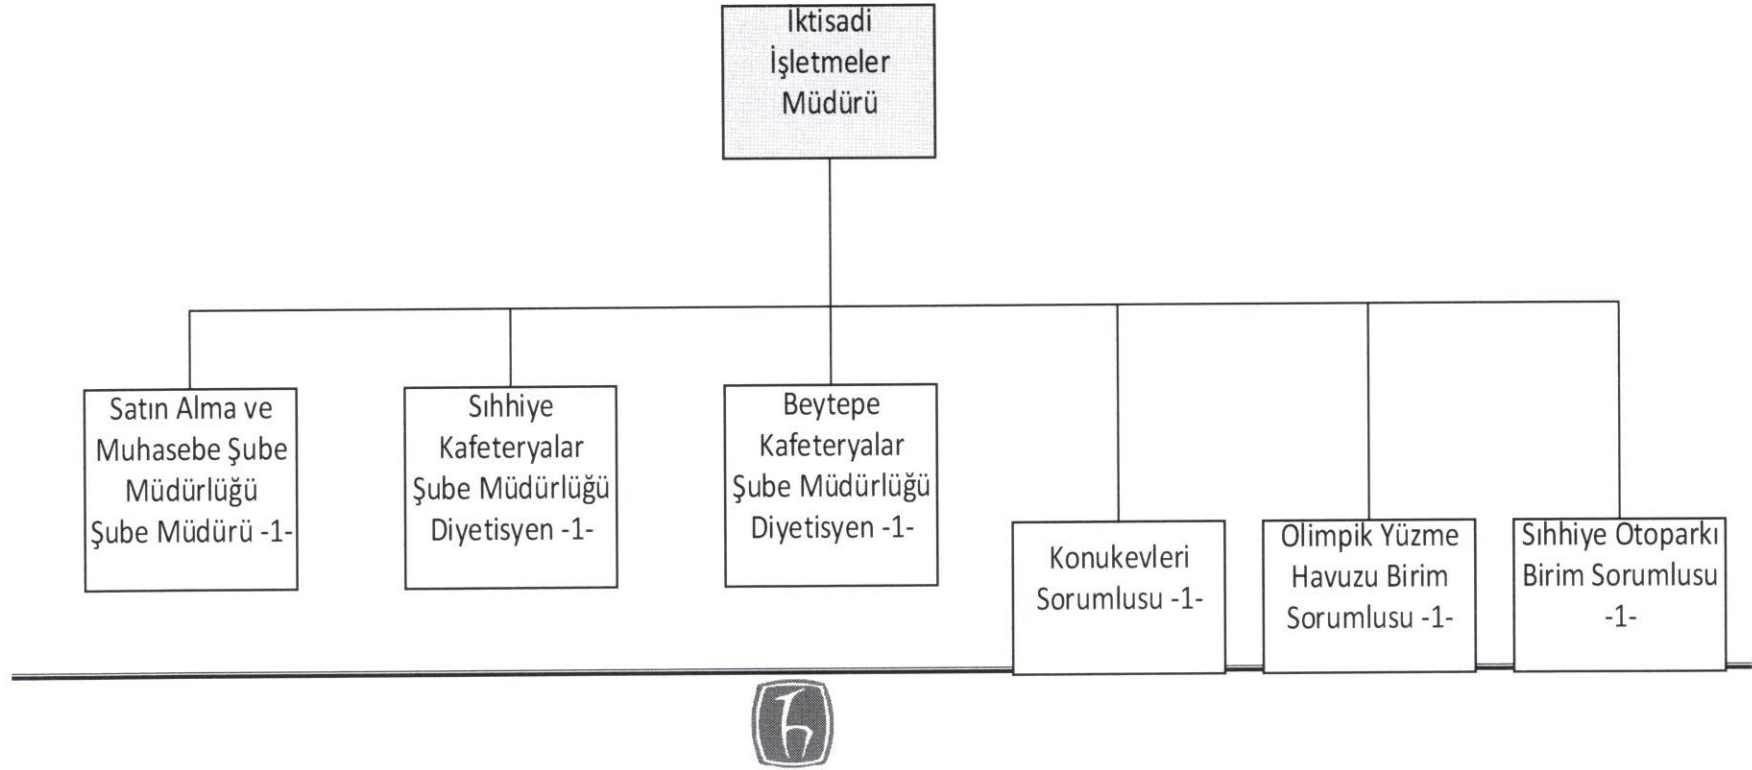 İktisadi
İşletmeler
Müdürü
Satın Alma ve
Muhasebe Şube
Müdürlüğü
Şube Müdürü -1-
Sıhhiye
Kafeteryalar
Şube Müdürlüğü
Diyetisyen -1-
Beytepe
Kafeteryalar
Şube Müdürlüğü
Diyetisyen -1-
Konukevleri
Sorumlusu -1-
Olimpik Yüzme
Havuzu Birim
Sorumlusu -1-
Sıhhiye Otoparkı
Birim Sorumlusu
-1-